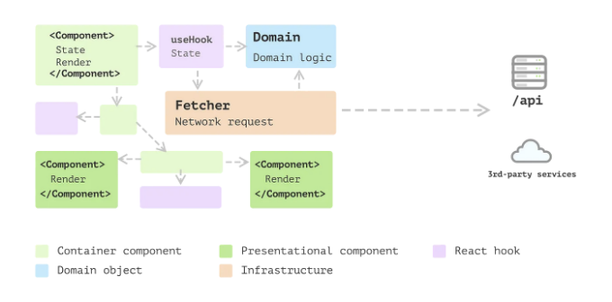 <Component>
State
Render
</Component>
useHook
State
Domain
Domain logic
Fetcher
Network request
/api
3rd-party services
<Component>
Render
</Component>
<Component>
Render
</Component>
Container component
Presentational component
React hook
Domain object
Infrastructure